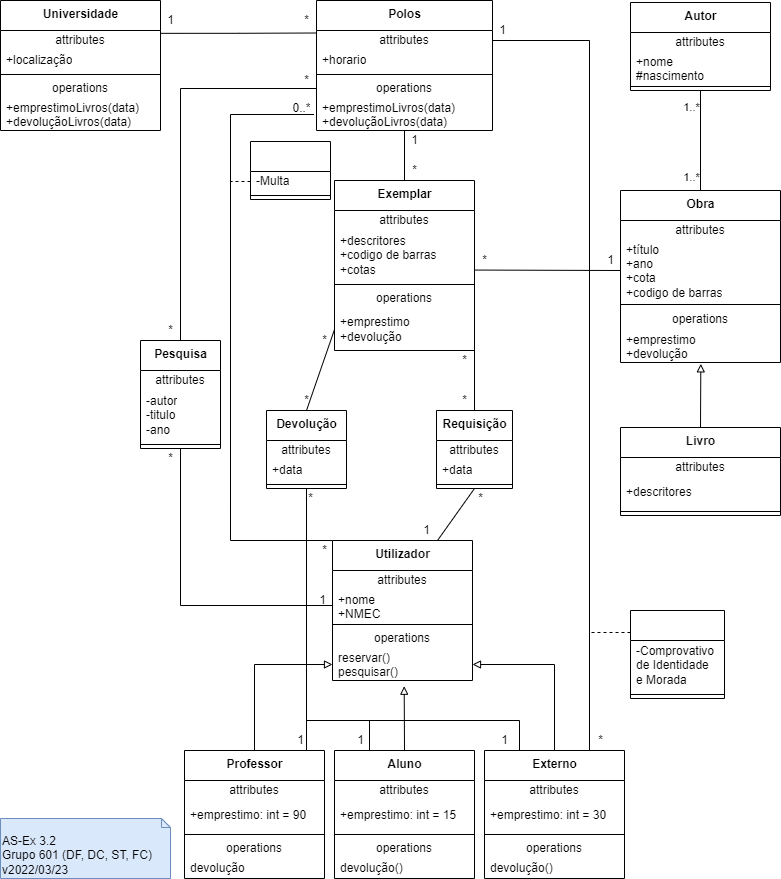 Universidade
attributes
+localização
operations
+emprestimoLivros(data)
+devoluçãoLivros(data)
1
*
Polos
attributes
+horario
operations
+emprestimoLivros(data)
+devoluçãoLivros(data)
*
0..*
1
1
*
Autor
attributes
+nome
#nascimento
1..*
1..*
-Multa
Exemplar
attributes
+descritores
+codigo de barras
+cotas
operations
+emprestimo
+devolução
*
1
Obra
attributes
+título
+ano
+cota
+codigo de barras
operations
+emprestimo
+devolução
*
*
*
*
*
Pesquisa
attributes
-autor
-titulo
-ano
*
Devolução
attributes
+data
*
Requisição
attributes
+data
*
1
Livro
attributes
+descritores
*
1
Utilizador
attributes
+nome
+NMEC
operations
reservar()
pesquisar()
-Comprovativo
de Identidade
e Morada
1
1
1
*
Professor
attributes
+emprestimo: int = 90
operations
devolução
Aluno
attributes
+emprestimo: int = 15
operations
devolução()
Externo
attributes
+emprestimo: int = 30
operations
devolução()
AS-Ex 3.2
Grupo 601 (DF, DC, ST, FC)
v2022/03/23